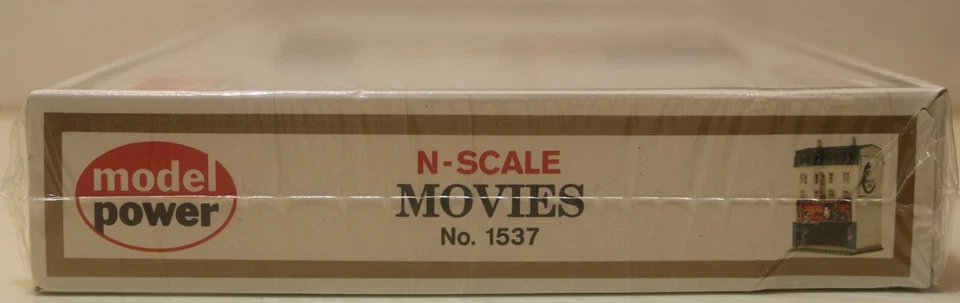 model
power
N-SCALE
MOVIES
No. 1537